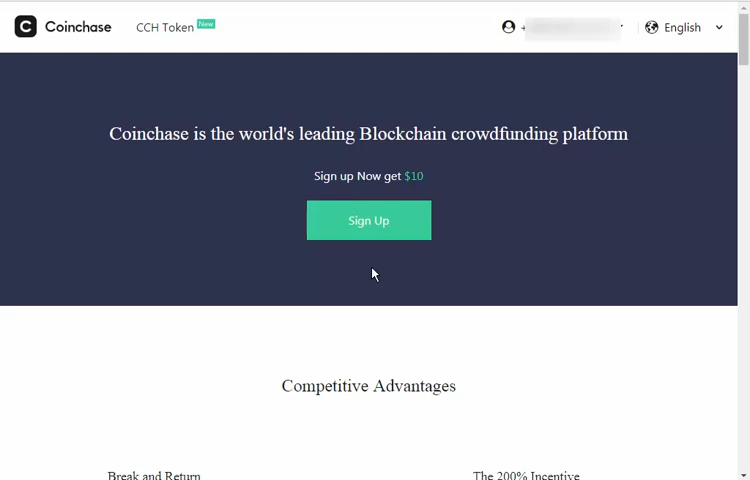 Coinchase
CCH Token New
+
English
Coinchase is the world's leading Blockchain crowdfunding platform
Sign up Now get $10
Sign Up
Competitive Advantages
Break and Return
The 200% Incentive